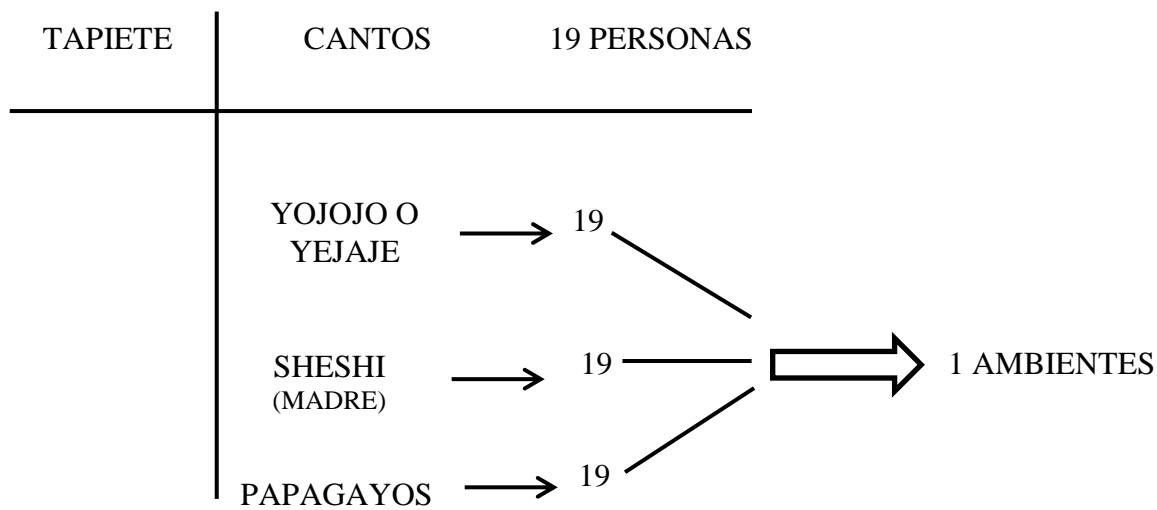 TAPIETE CANTOS 19 PERSONAS
YOJOJO O
YEJAJE
19
SHESHI
(MADRE)
19
1 AMBIENTES
PAPAGAYOS
19